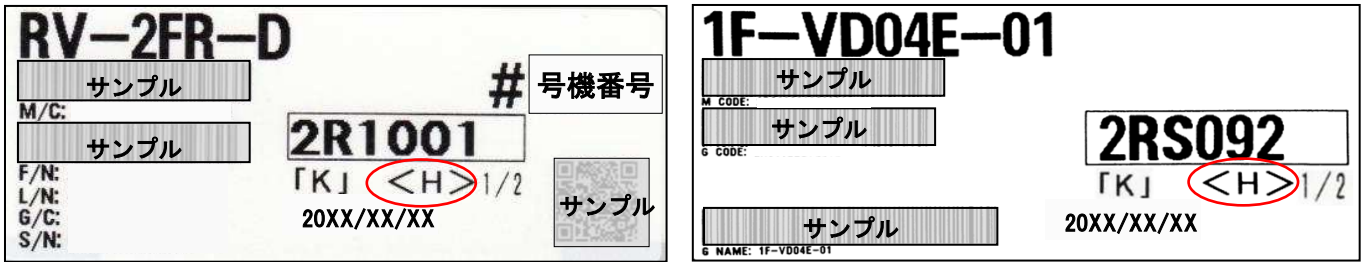 RV-2FR-D
サンプル
# 号機番号
M/C:
サンプル
2R1001
F/N:
「K」 <H> 1/2
L/N:
サンプル
G/C:
20XX/XX/XX
S/N:
1F-VD04E-01
サンプル
M CODE:
サンプル
2RS092
G CODE:
「K」 <H> 1/2
サンプル
20XX/XX/XX
G NAME: 1F-VD04E-01